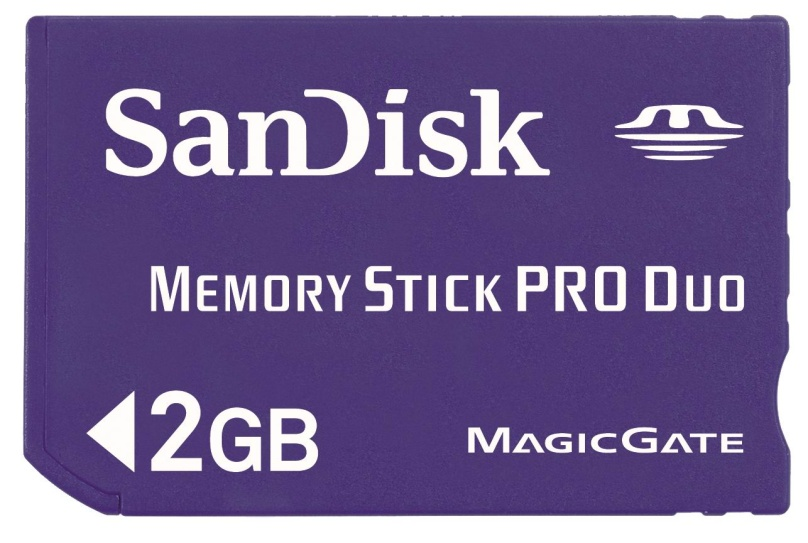 SanDisk
MEMORY STICK PRO DUO
2GB
MAGICGATE